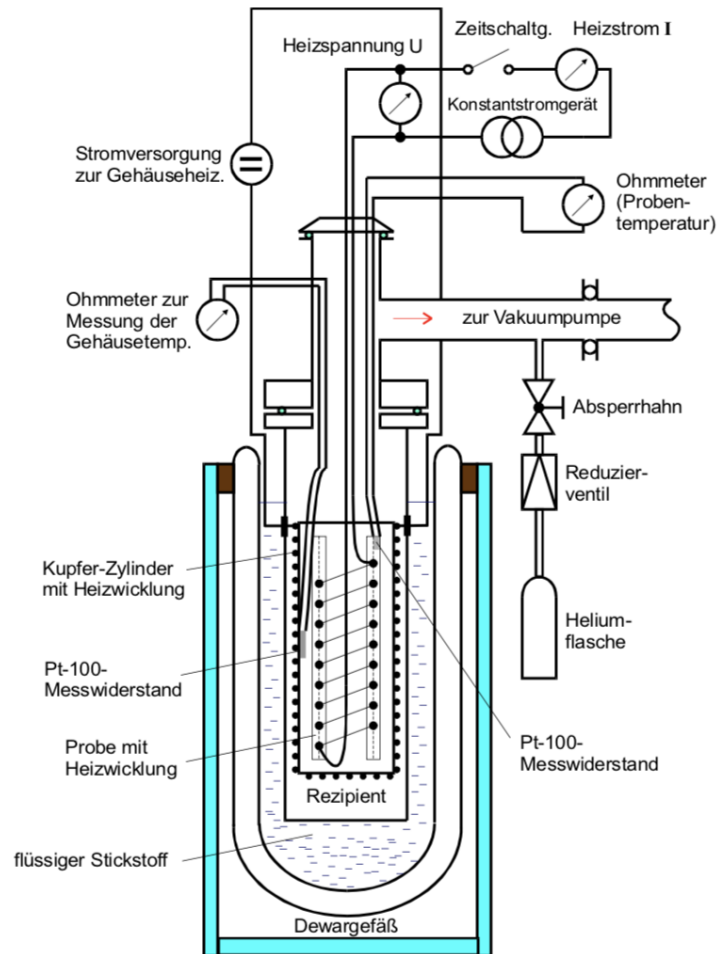 Heizspannung U
Zeitschaltg.
Heizstrom I
Konstantstromgerät
Stromversorgung
zur Gehäuseheiz.
Ohmmeter
(Proben-
temperatur)
Ohmmeter zur
Messung der
Gehäusetemp.
zur Vakuumpumpe
Absperrhahn
Reduzier-
ventil
Kupfer-Zylinder
mit Heizwicklung
Helium-
flasche
Pt-100-
Messwiderstand
Probe mit
Heizwicklung
Pt-100-
Messwiderstand
Rezipient
flüssiger Stickstoff
Dewargefäß